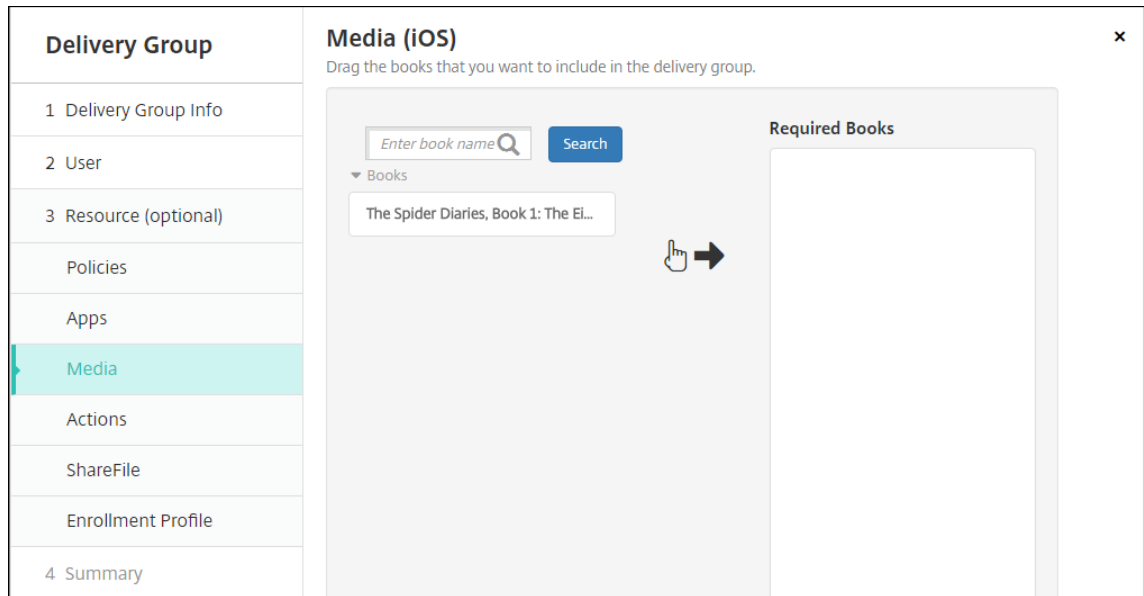 Delivery Group
1 Delivery Group Info
2 User
3 Resource (optional)
Policies
Apps
Media
Actions
ShareFile
Enrollment Profile
4 Summary
Media (iOS)
×
Drag the books that you want to include in the delivery group.
Enter book name
Search
Books
The Spider Diaries, Book 1: The Ei...
Required Books